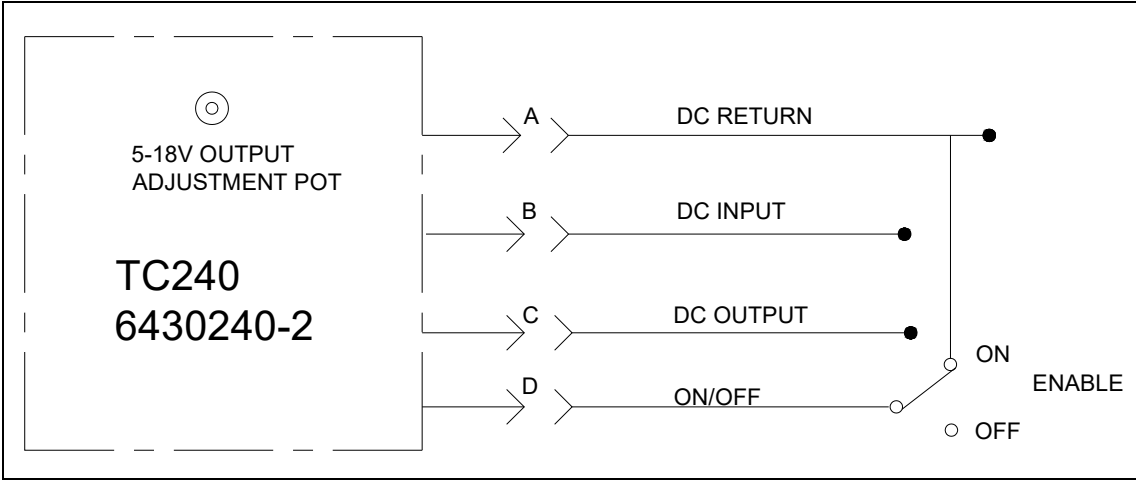 5-18V OUTPUT
ADJUSTMENT POT
TC240
6430240-2
A DC RETURN
B DC INPUT
C DC OUTPUT
D ON/OFF
ON
ENABLE
OFF